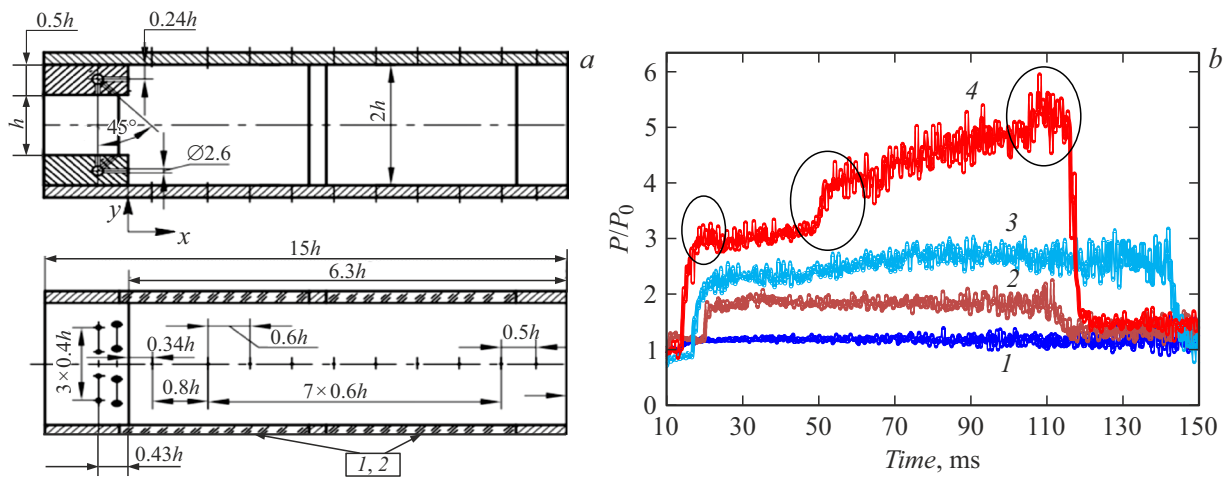 a
0.5h
0.24h
h
45°
2h
Ø2.6
y
x
15h
6.3h
0.6h
0.5h
0.34h
3×0.4h
0.8h
7×0.6h
0.43h
1, 2
b
P/P0
6
5
4
3
2
1
0
4
3
2
1
10 30 50 70 90 110 130 150
Time, ms